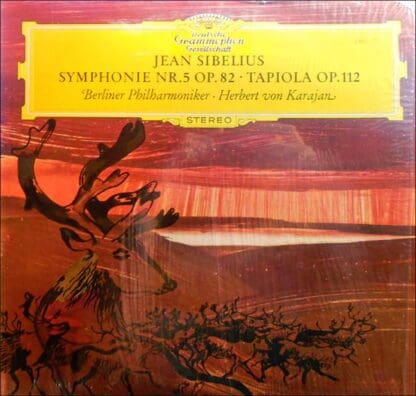 Deutsche
Grammophon
Gesellschaft
JEAN SIBELIUS
SYMPHONIE NR.5 OP.82 · TAPIOLA OP.112
Berliner Philharmoniker · Herbert von Karajan
STEREO